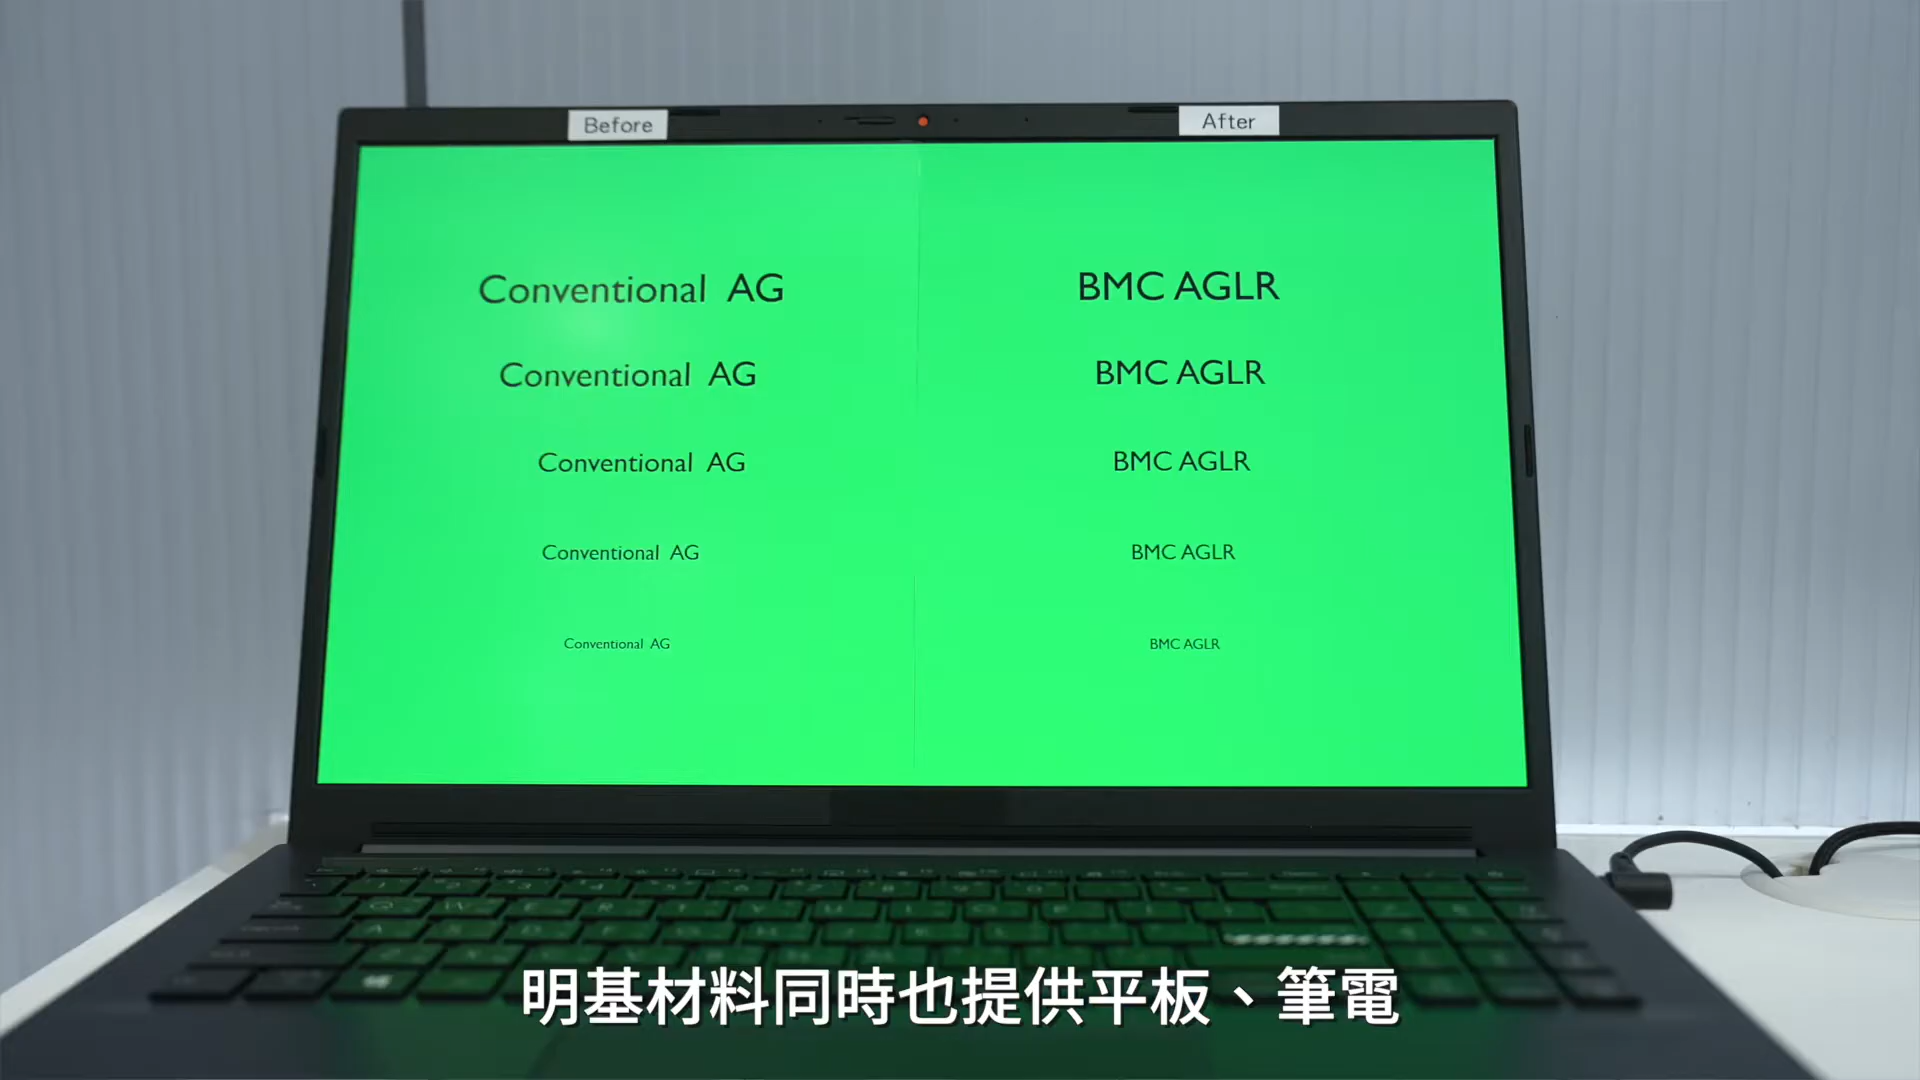 Before
After
Conventional AG
BMC AGLR
Conventional AG
BMC AGLR
Conventional AG
BMC AGLR
Conventional AG
BMC AGLR
Conventional AG
BMC AGLR
明基材料同時也提供平板、筆電